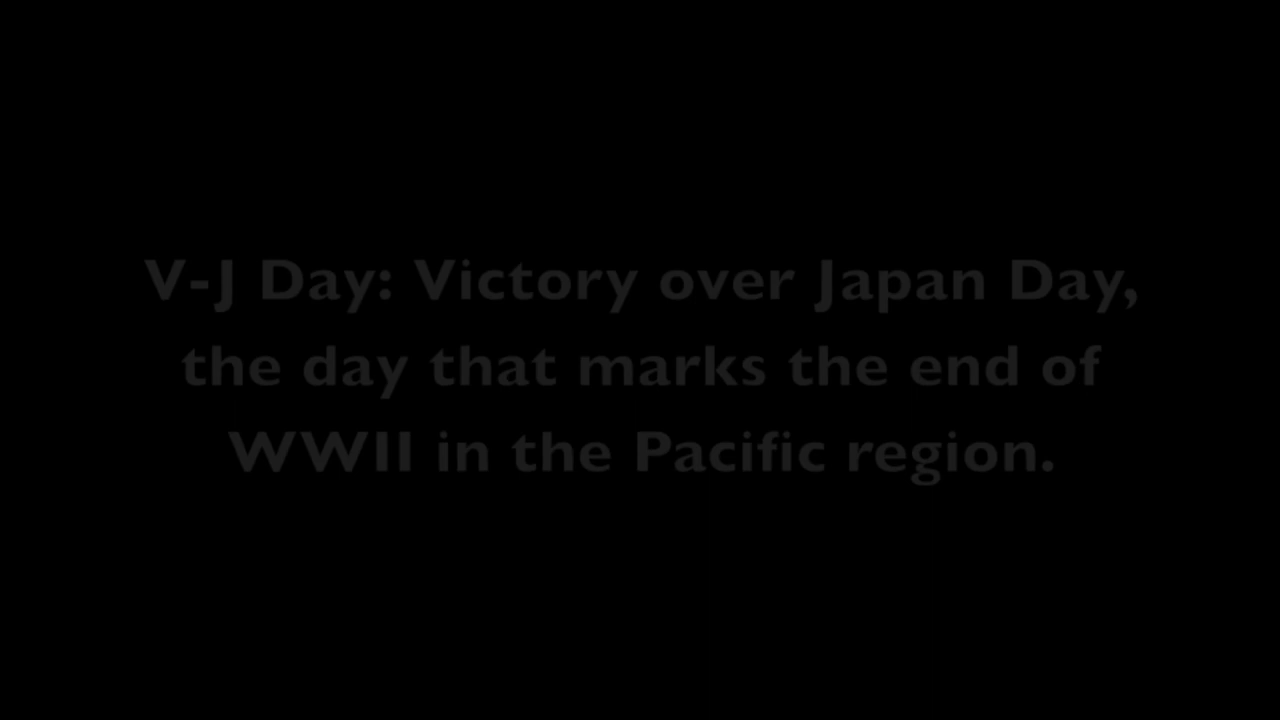 V-J Day: Victory over Japan Day,
the day that marks the end of
WWII in the Pacific region.